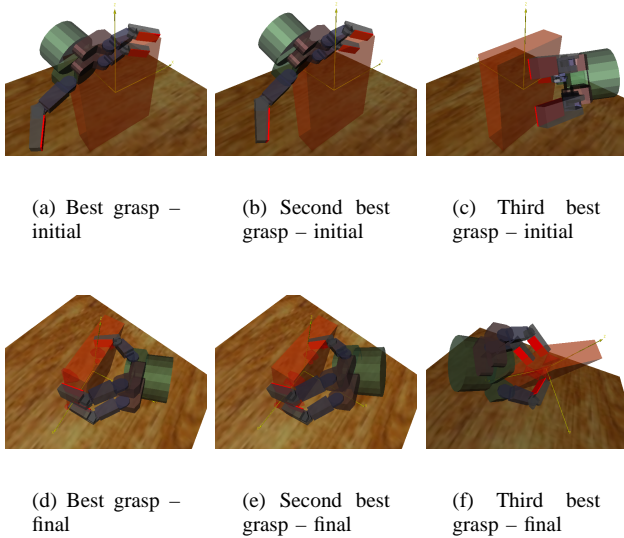 (a) Best grasp –
initial
(b) Second best
grasp – initial
(c) Third best
grasp – initial
(d) Best grasp –
final
(e) Second best
grasp – final
(f) Third best
grasp – final